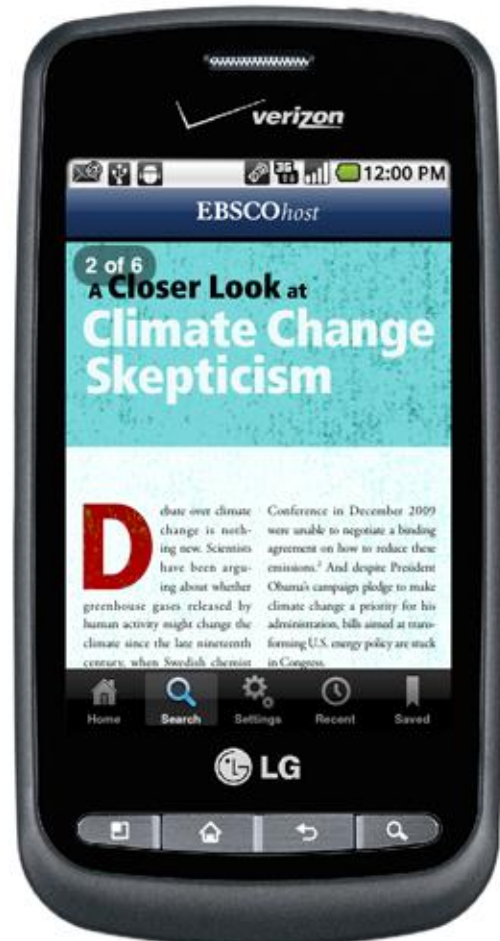 verizon
3G
12:00 PM
EBSCOhost
2 of 6
A Closer Look at
Climate Change
Skepticism
Debate over climate
change is noth-
ing new. Scientists
have been argu-
ing about whether
greenhouse gases released by
human activity might change the
climate since the late nineteenth
century, when Swedish chemist
Conference in December 2009
were unable to negotiate a binding
agreement on how to reduce these
emissions.² And despite President
Obama's campaign pledge to make
climate change a priority for his
administration, bills aimed at trans-
forming U.S. energy policy are stuck
in Congress.
Home Search Settings Recent Saved
LG